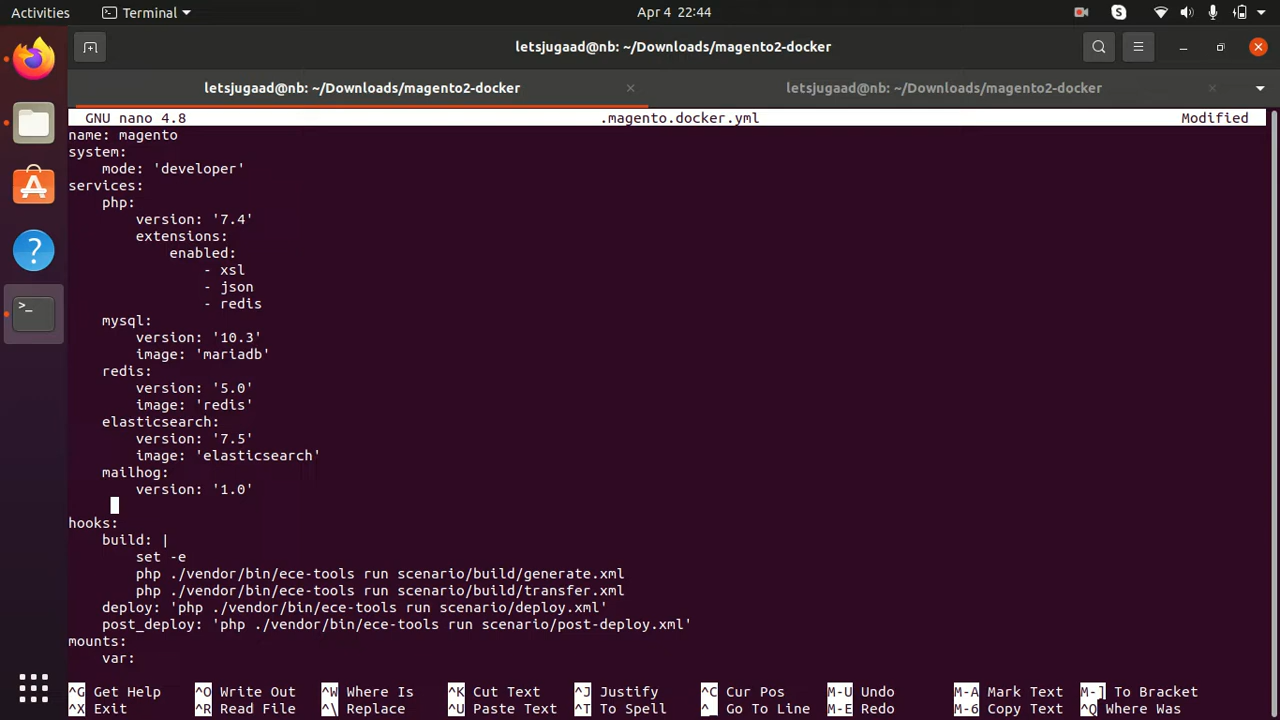 Activities
Terminal
Apr 4 22:44
letsjugaad@nb: ~/Downloads/magento2-docker
letsjugaad@nb: ~/Downloads/magento2-docker
letsjugaad@nb: ~/Downloads/magento2-docker
GNU nano 4.8 .magento.docker.yml Modified
name: magento
system:
    mode: 'developer'
services:
    php:
        version: '7.4'
        extensions:
            enabled:
                - xsl
                - json
                - redis
    mysql:
        version: '10.3'
        image: 'mariadb'
    redis:
        version: '5.0'
        image: 'redis'
    elasticsearch:
        version: '7.5'
        image: 'elasticsearch'
    mailhog:
        version: '1.0'
hooks:
    build: |
        set -e
        php ./vendor/bin/ece-tools run scenario/build/generate.xml
        php ./vendor/bin/ece-tools run scenario/build/transfer.xml
    deploy: 'php ./vendor/bin/ece-tools run scenario/deploy.xml'
    post_deploy: 'php ./vendor/bin/ece-tools run scenario/post-deploy.xml'
mounts:
    var:
^G Get Help ^O Write Out ^W Where Is ^K Cut Text ^J Justify ^C Cur Pos M-U Undo M-A Mark Text M-] To Bracket
^X Exit ^R Read File ^\ Replace ^U Paste Text ^T To Spell ^_ Go To Line M-E Redo M-6 Copy Text ^Q Where Was